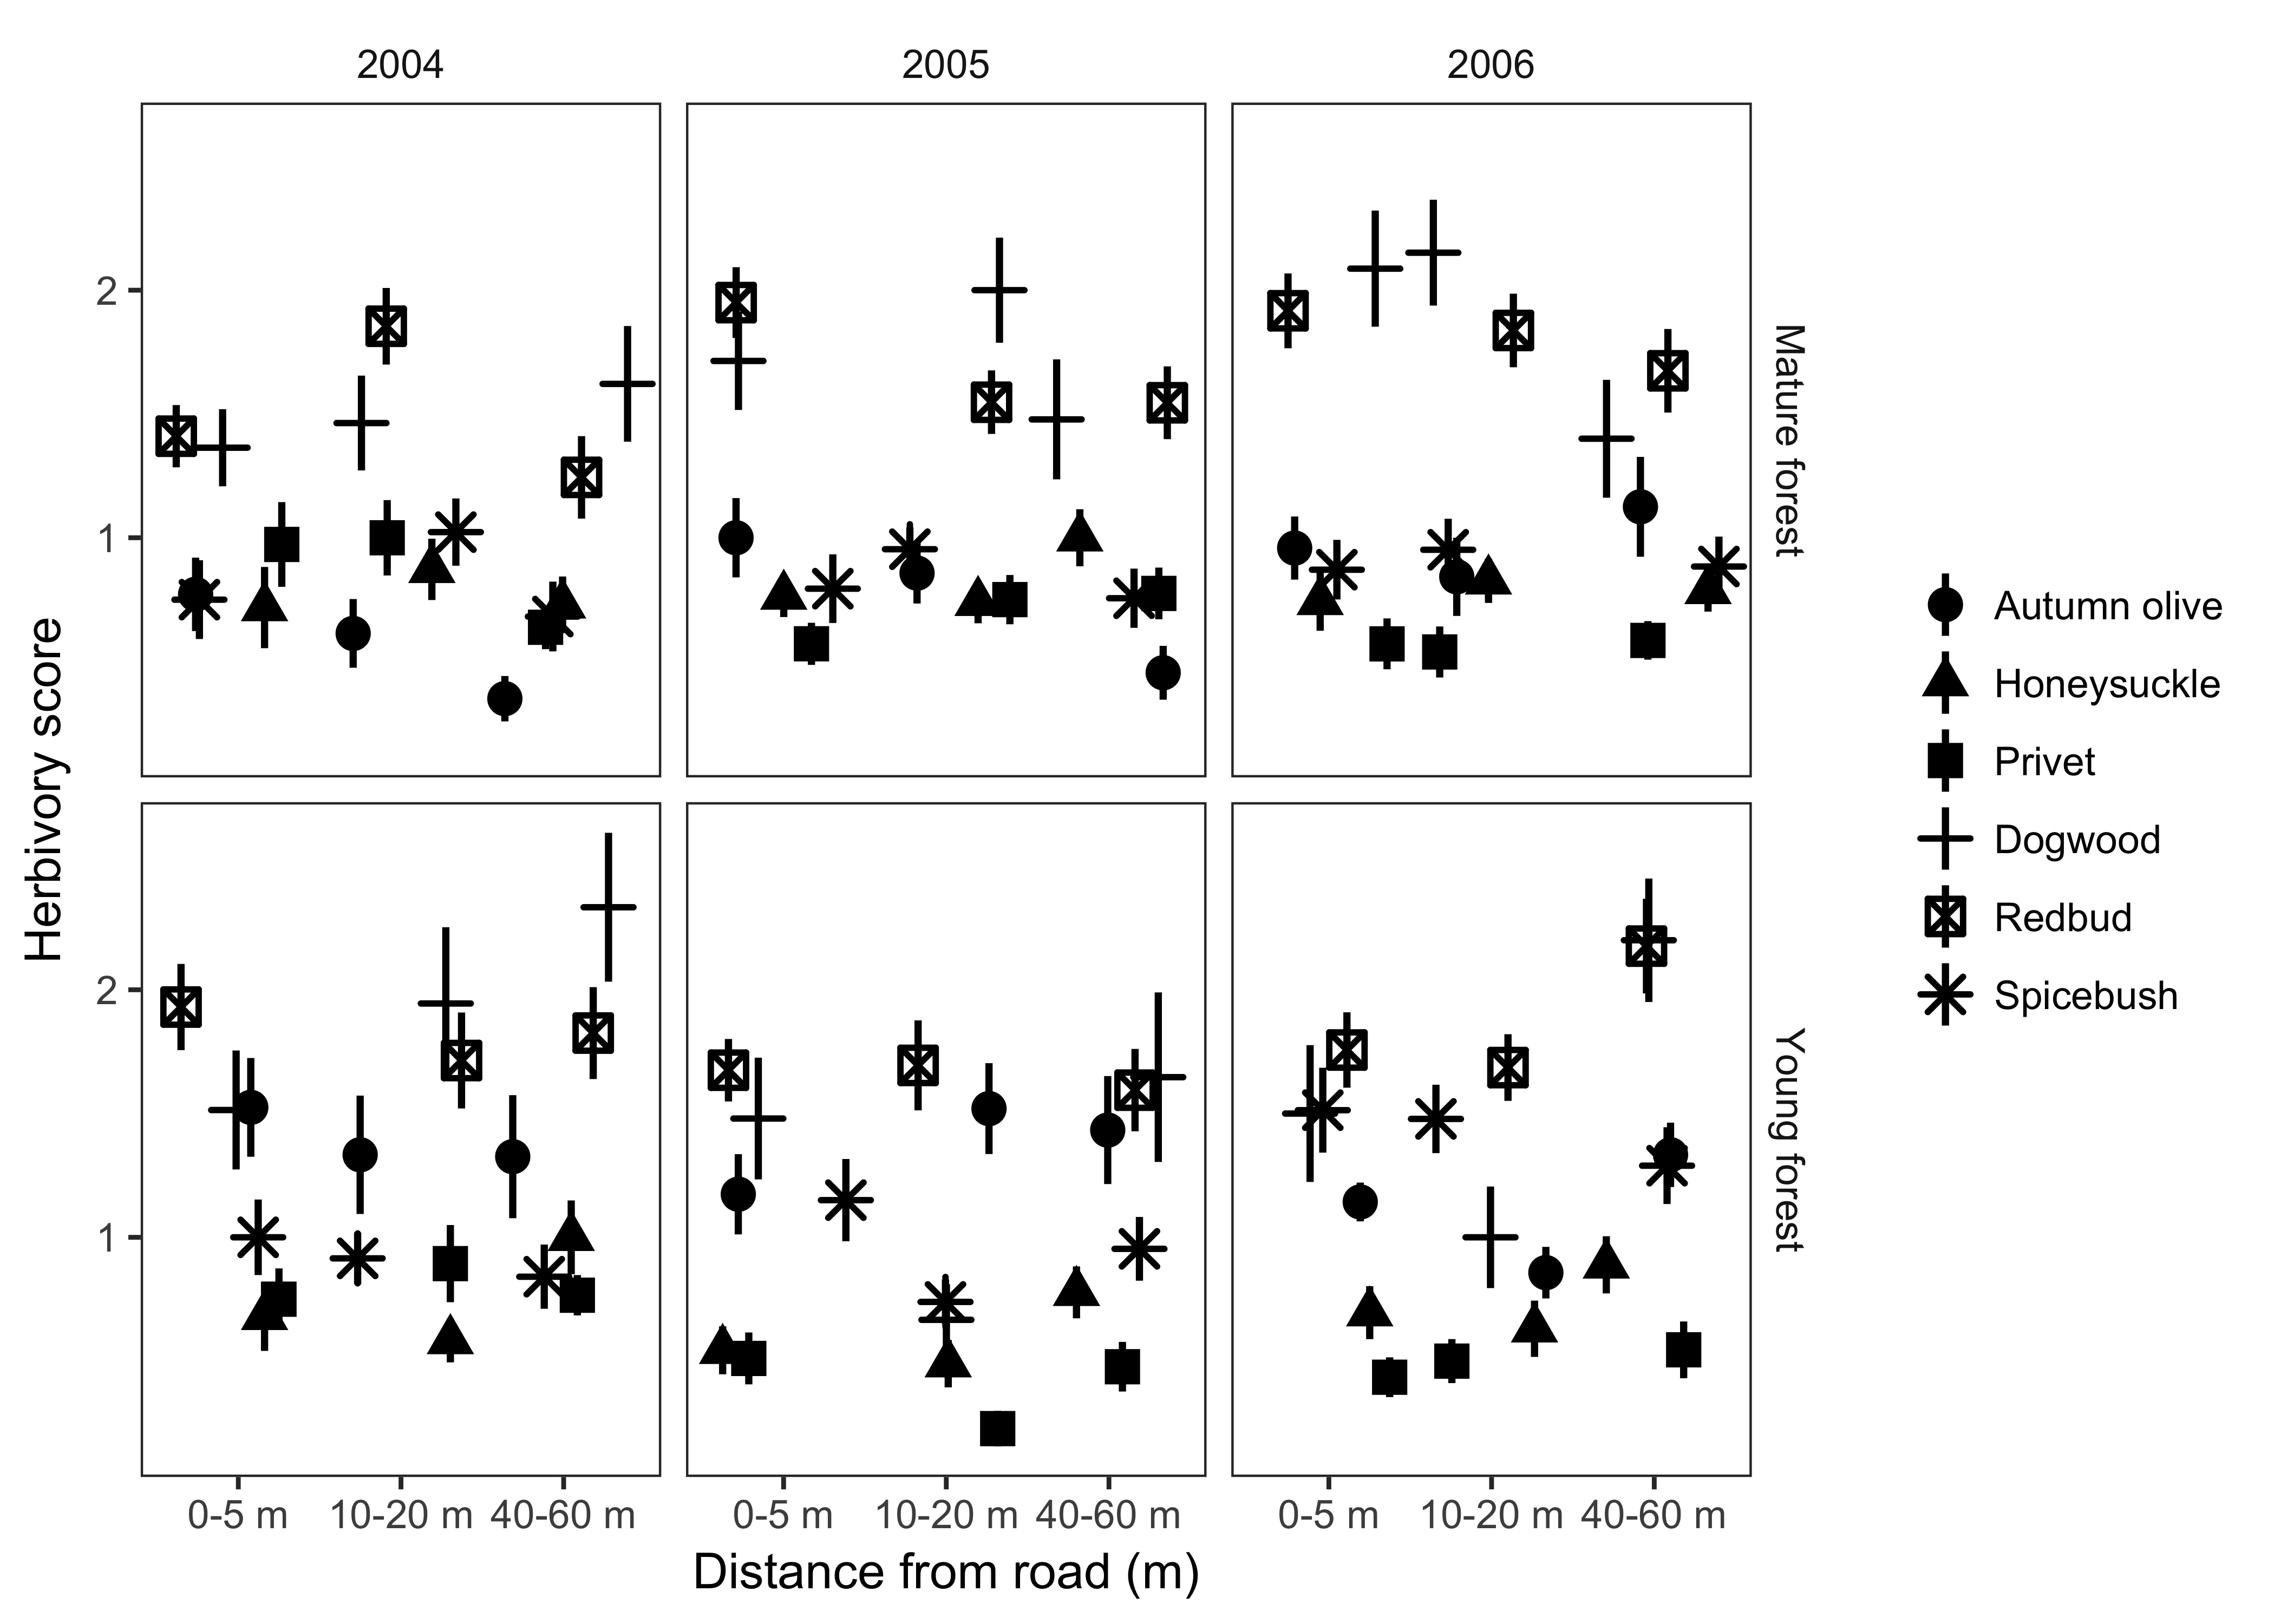 2004 2005 2006
Herbivory score
2
1
Mature forest
2
1
Young forest
0-5 m 10-20 m 40-60 m 0-5 m 10-20 m 40-60 m 0-5 m 10-20 m 40-60 m
Distance from road (m)
Autumn olive
Honeysuckle
Privet
Dogwood
Redbud
Spicebush